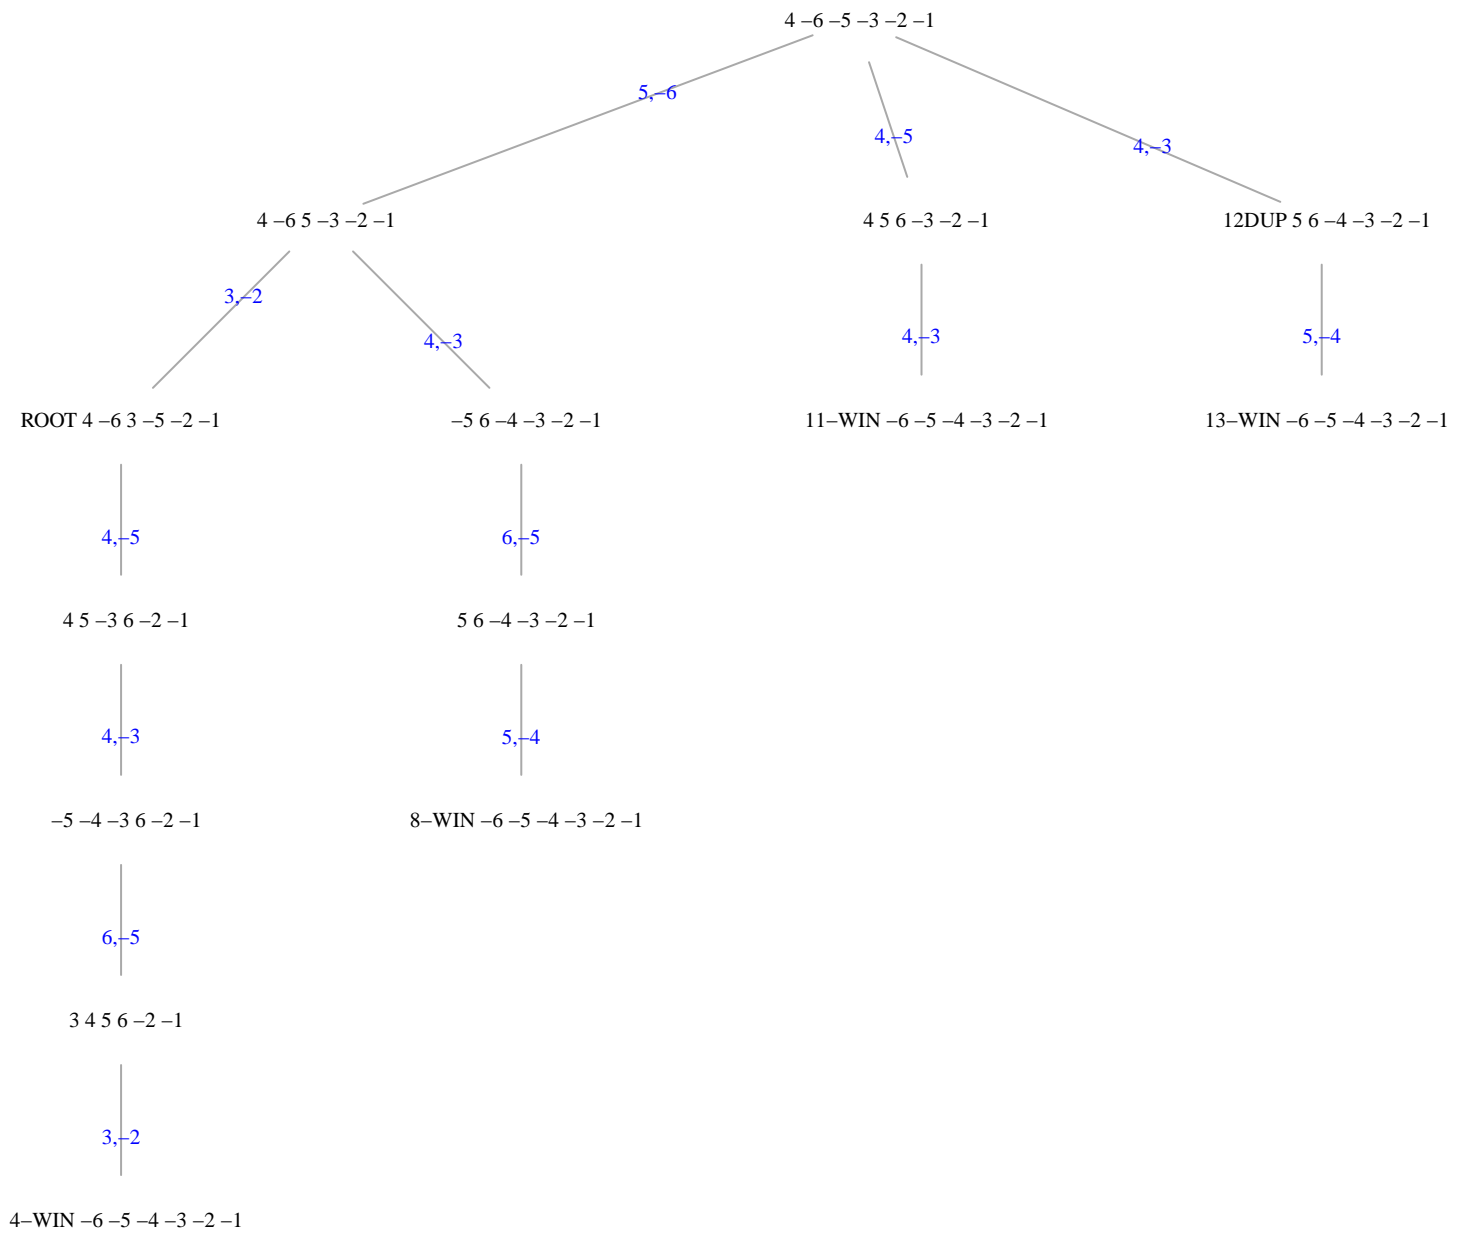 4 –6 –5 –3 –2 –1
5,–6
4,–5
4,–3
4 –6 5 –3 –2 –1
4 5 6 –3 –2 –1
12DUP 5 6 –4 –3 –2 –1
3,–2
4,–3
4,–3
5,–4
ROOT 4 –6 3 –5 –2 –1
–5 6 –4 –3 –2 –1
11–WIN –6 –5 –4 –3 –2 –1
13–WIN –6 –5 –4 –3 –2 –1
4,–5
6,–5
4 5 –3 6 –2 –1
5 6 –4 –3 –2 –1
4,–3
5,–4
–5 –4 –3 6 –2 –1
8–WIN –6 –5 –4 –3 –2 –1
6,–5
3 4 5 6 –2 –1
3,–2
4–WIN –6 –5 –4 –3 –2 –1